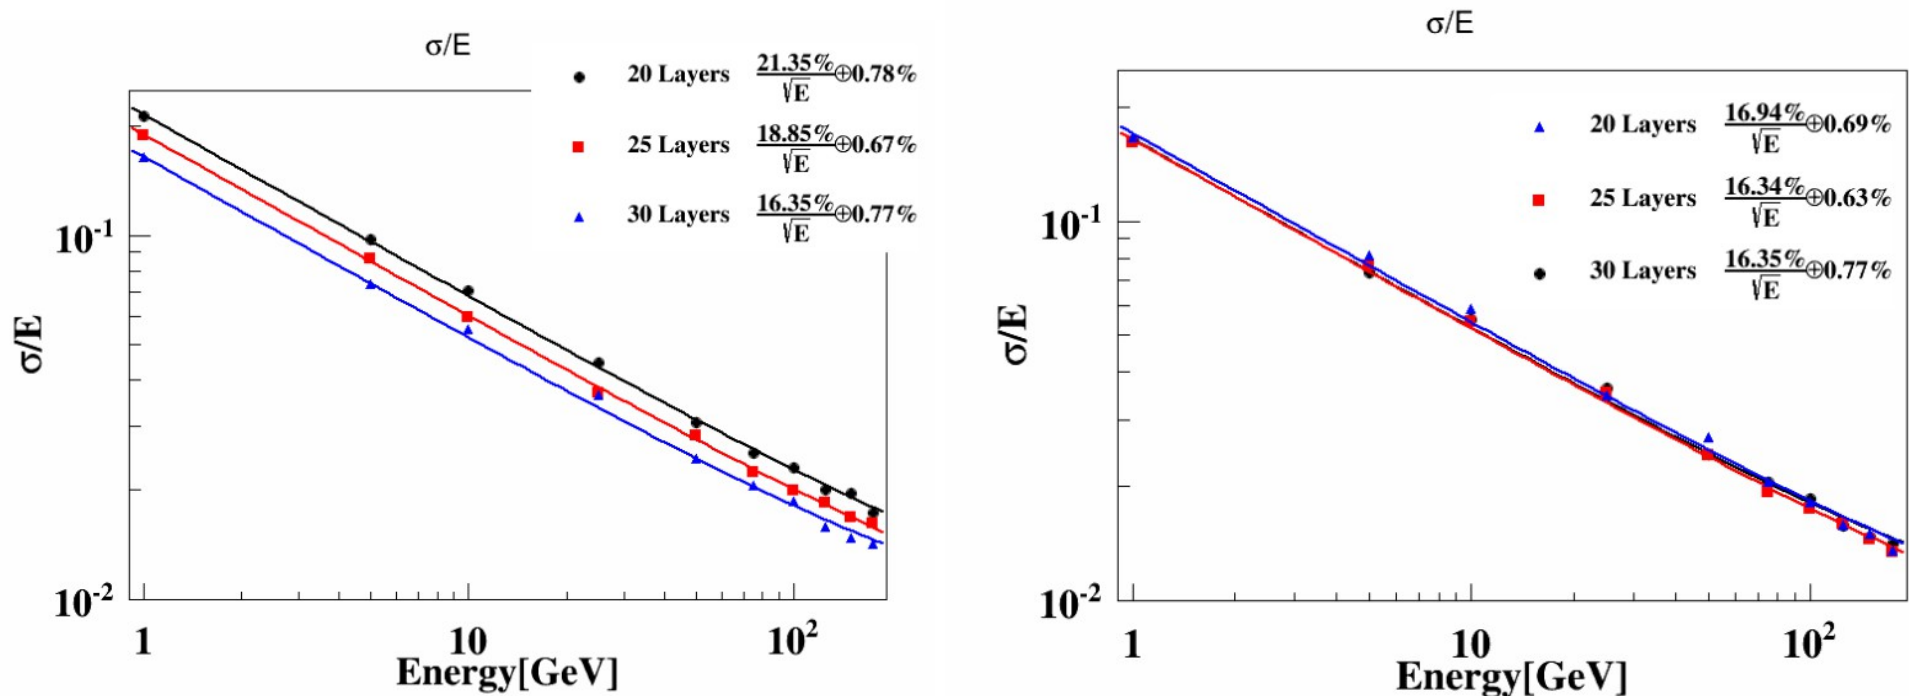 σ/E
20 Layers 21.35%/√E ⊕0.78%
25 Layers 18.85%/√E ⊕0.67%
30 Layers 16.35%/√E ⊕0.77%
σ/E
10⁻¹
10⁻²
1 10 10²
Energy[GeV]
σ/E
20 Layers 16.94%/√E ⊕0.69%
25 Layers 16.34%/√E ⊕0.63%
30 Layers 16.35%/√E ⊕0.77%
σ/E
10⁻¹
10⁻²
1 10 10²
Energy[GeV]